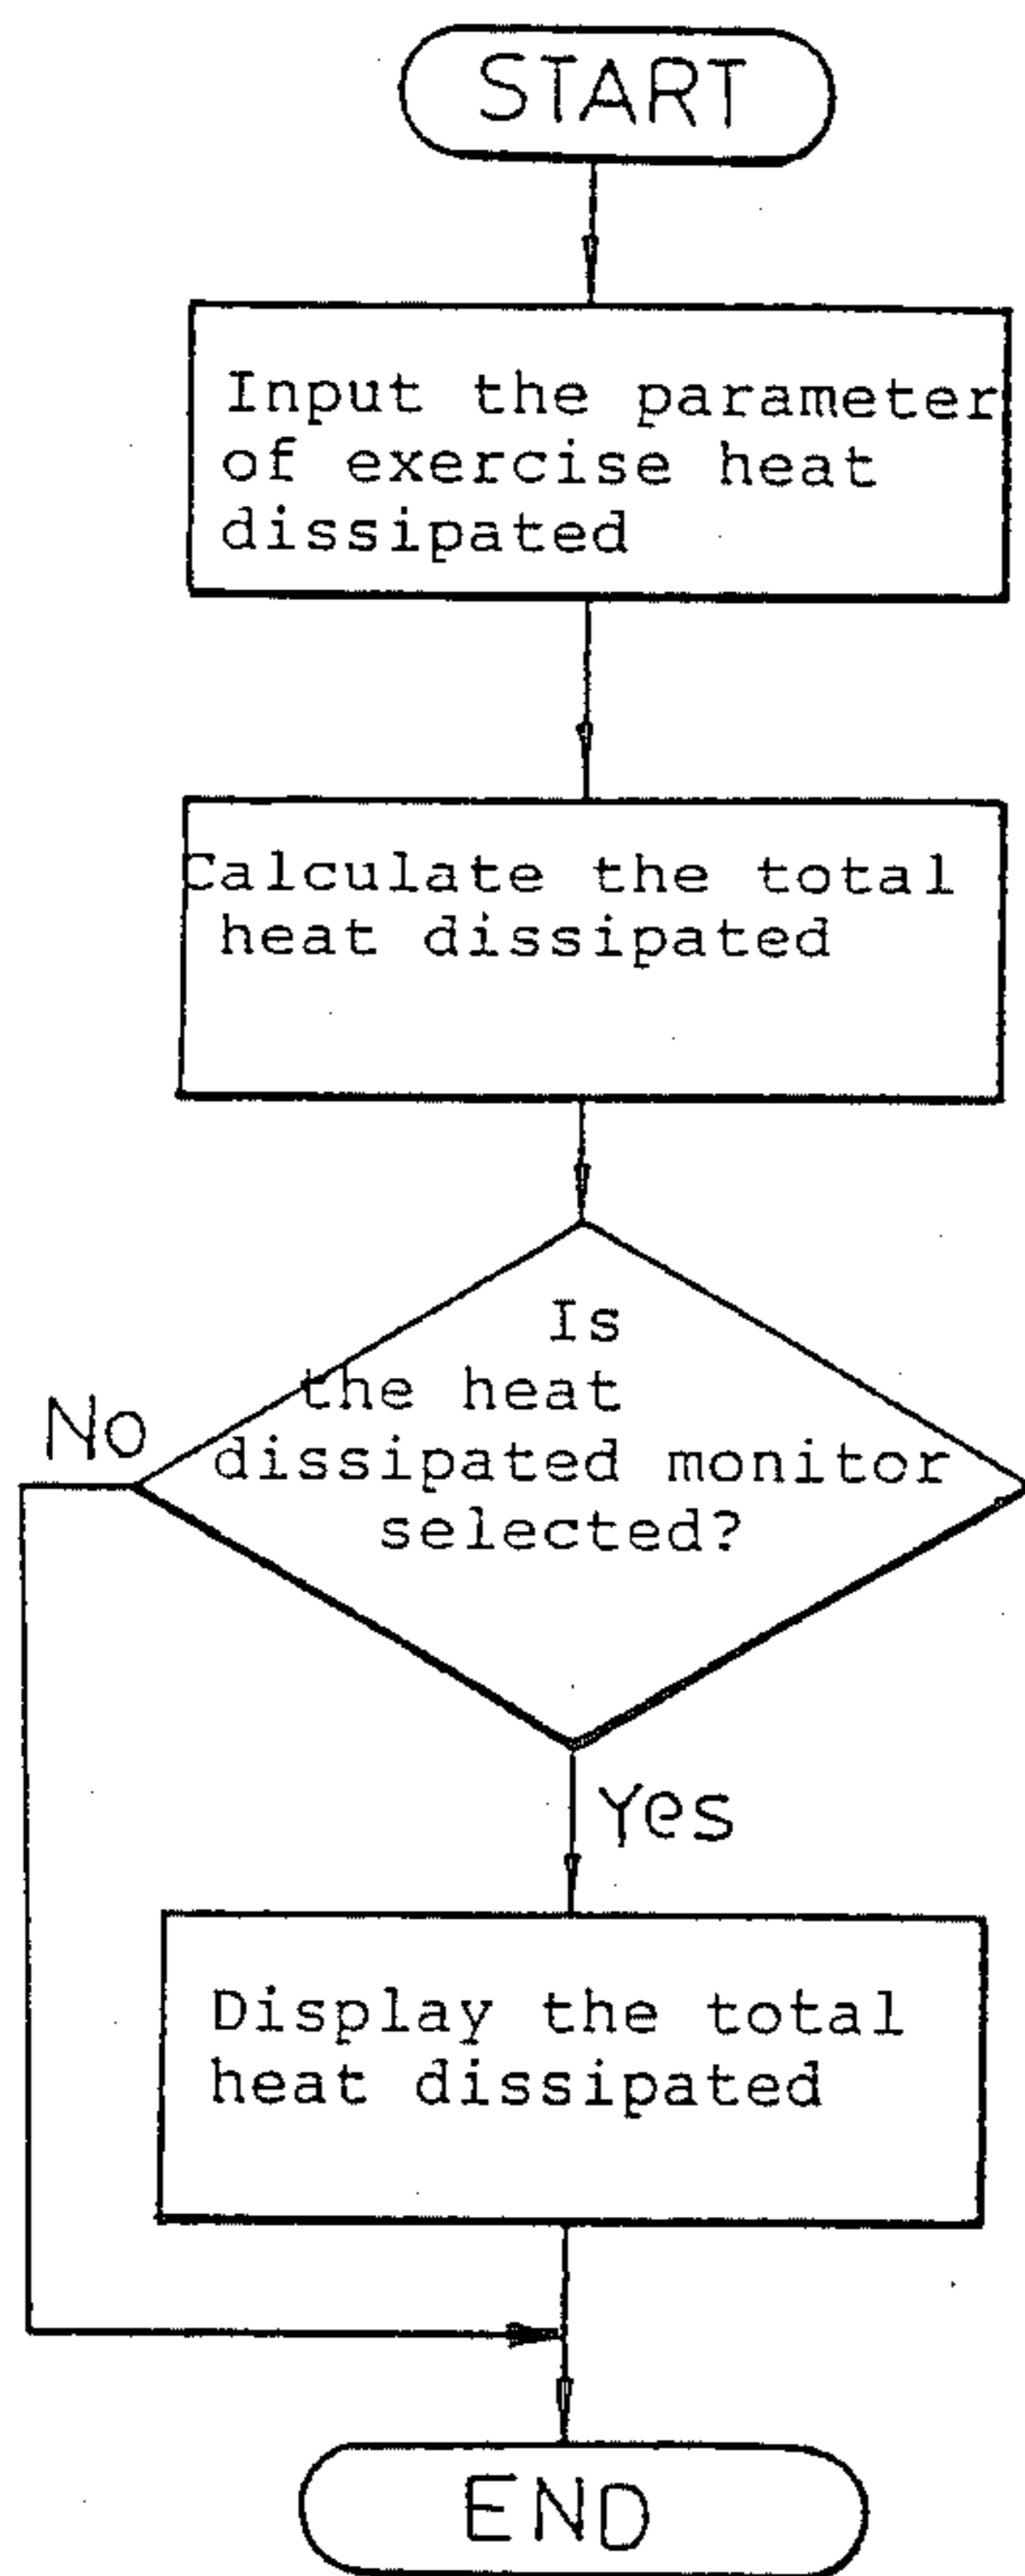 START
Input the parameter
of exercise heat
dissipated
Calculate the total
heat dissipated
Is
the heat
dissipated monitor
selected?
No
Yes
Display the total
heat dissipated
END